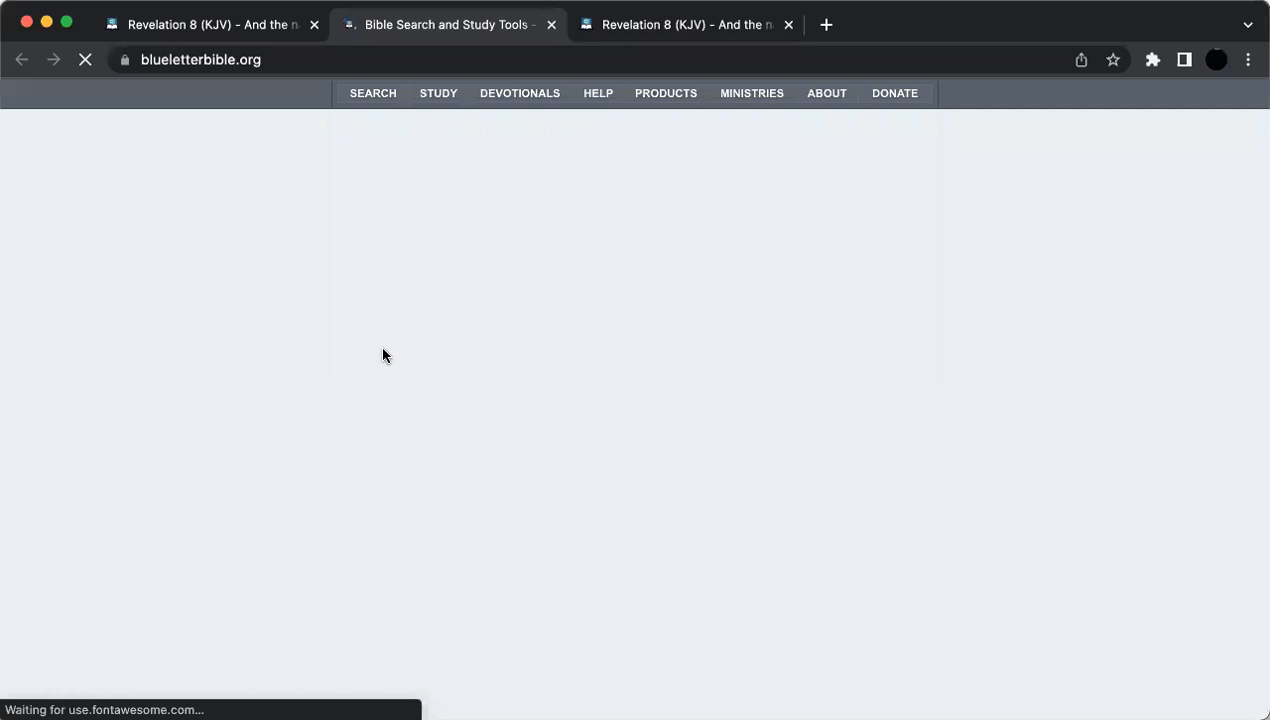 Revelation 8 (KJV) - And the n
Bible Search and Study Tools -
Revelation 8 (KJV) - And the n
blueletterbible.org
SEARCH STUDY DEVOTIONALS HELP PRODUCTS MINISTRIES ABOUT DONATE
Waiting for use.fontawesome.com...